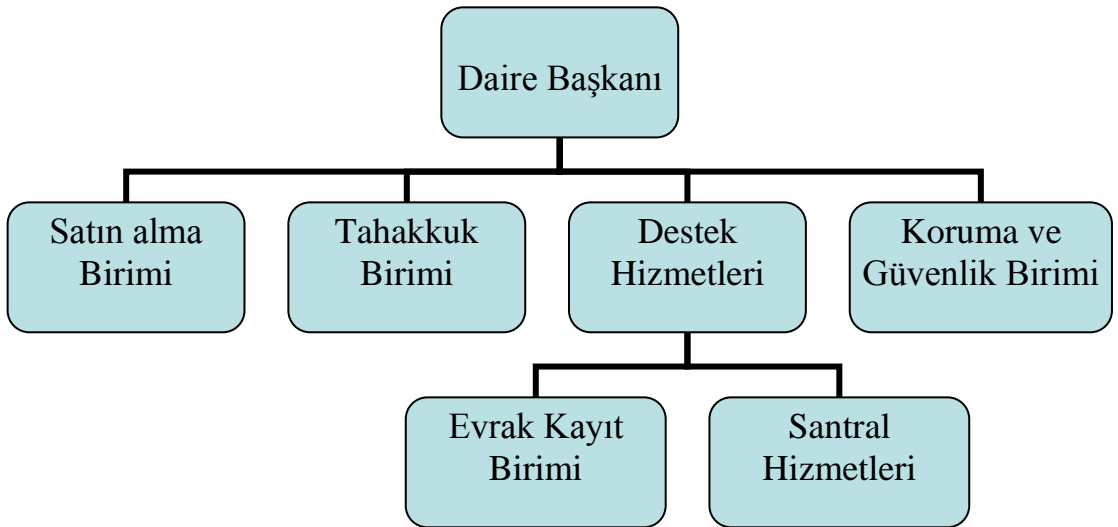 Daire Başkanı
Satın alma
Birimi
Tahakkuk
Birimi
Destek
Hizmetleri
Koruma ve
Güvenlik Birimi
Evrak Kayıt
Birimi
Santral
Hizmetleri